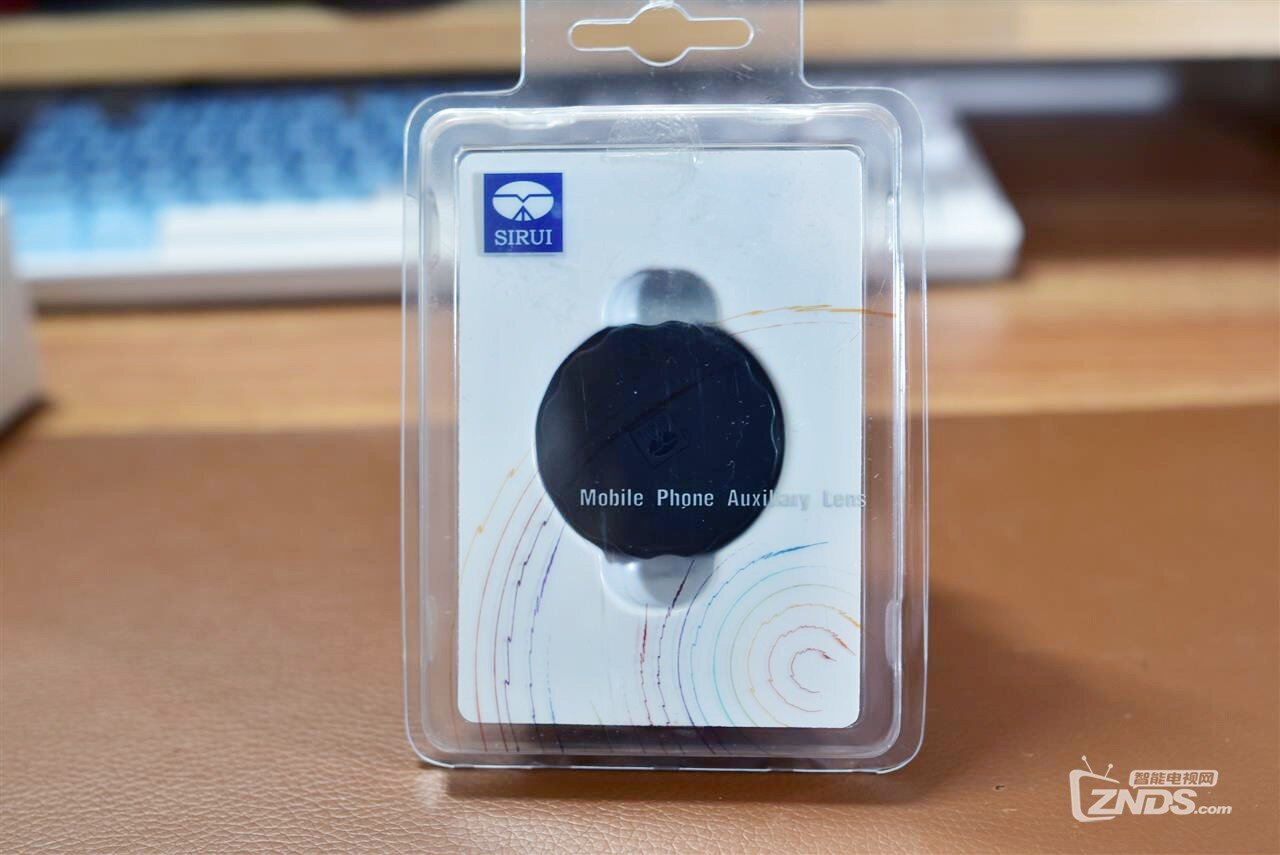 SIRUI
Mobile Phone Auxiliary Lens
智能电视网
ZNDS.com